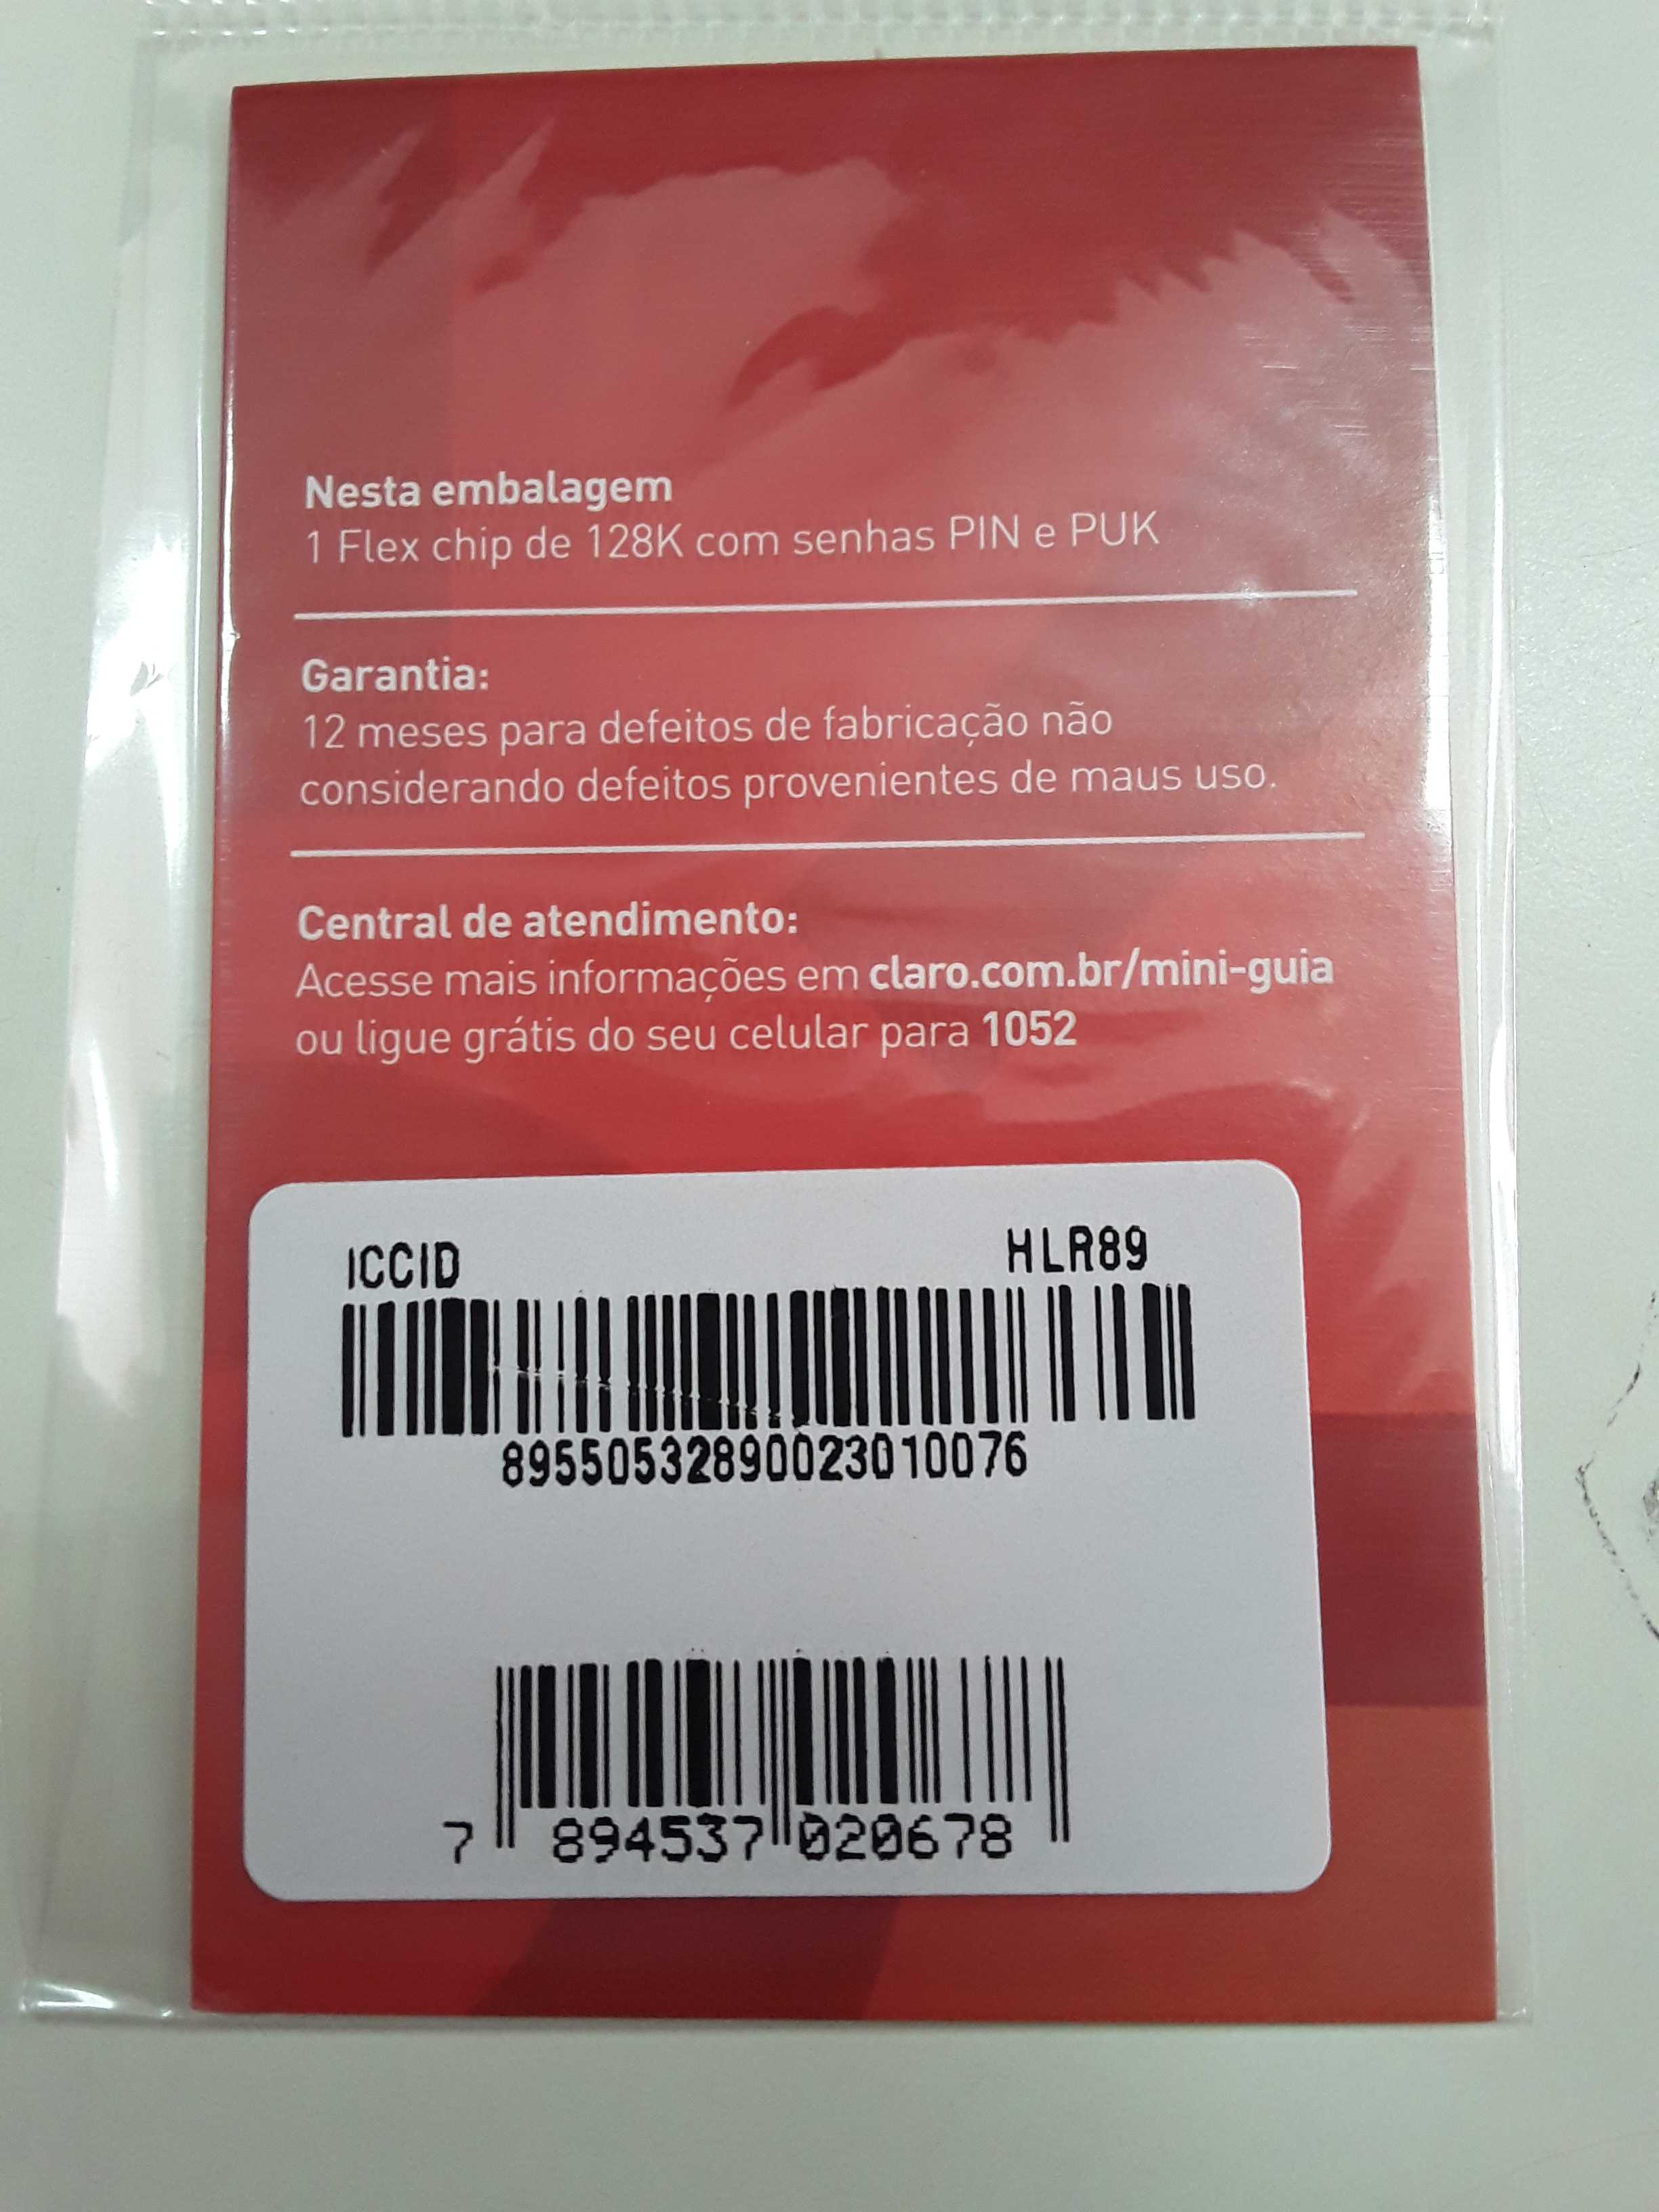 Nesta embalagem
1 Flex chip de 128K com senhas PIN e PUK
Garantia:
12 meses para defeitos de fabricação não
considerando defeitos provenientes de maus uso.
Central de atendimento:
Acesse mais informações em claro.com.br/mini-guia
ou ligue grátis do seu celular para 1052
ICCID HLR89
89550532890023010076
7 894537 020678